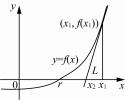 y
(x₁, f(x₁))
y=f(x)
L
0 r x₂ x₁ x